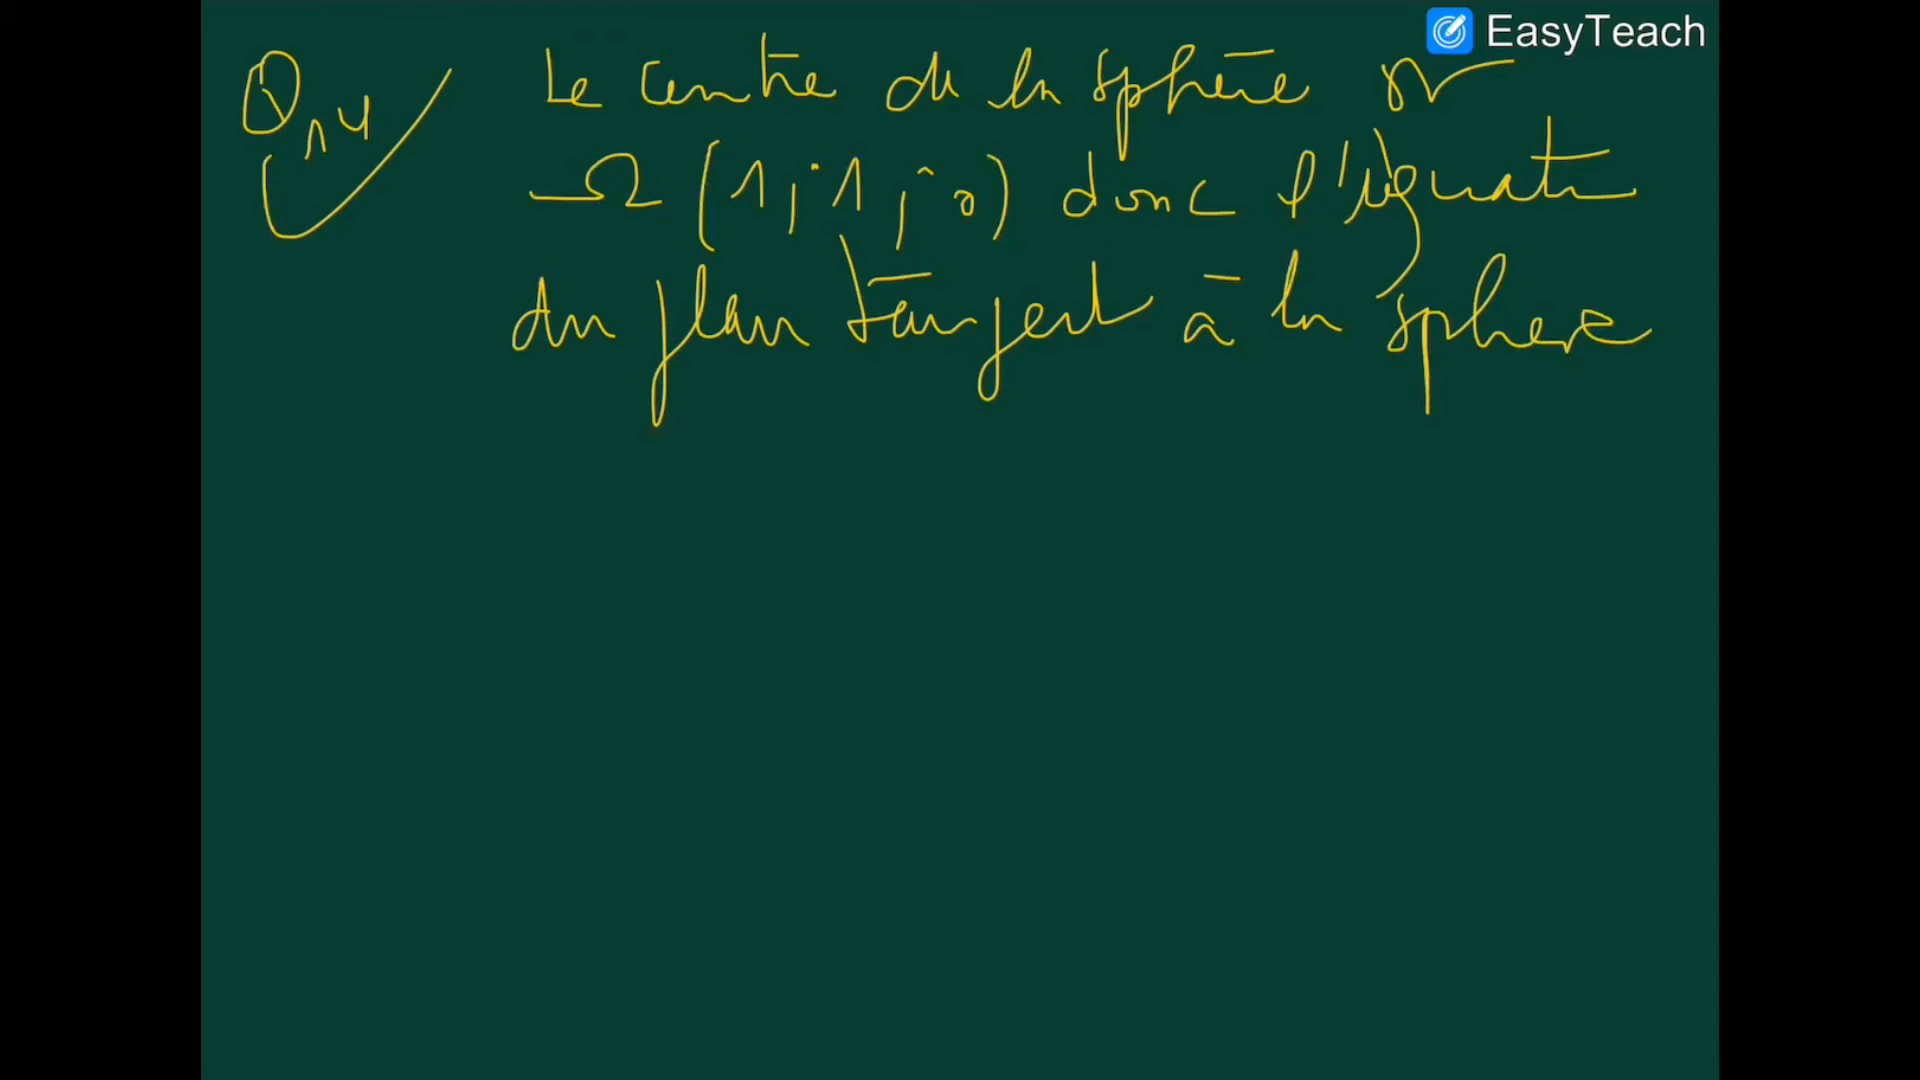 EasyTeach
Q14 Le centre de la sphère est
Ω (1 ; 1 ; 0) donc l'équation
du plan tangent à la sphère